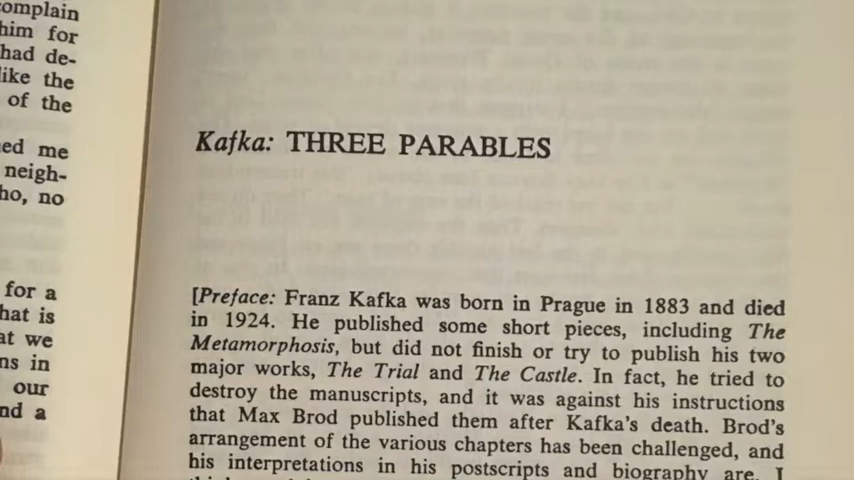 complain
him for
had de-
like the
of the
ed me
neigh-
ho, no
for a
hat is
at we
ns in
our
nd a
Kafka: THREE PARABLES
[Preface: Franz Kafka was born in Prague in 1883 and died
in 1924. He published some short pieces, including The
Metamorphosis, but did not finish or try to publish his two
major works, The Trial and The Castle. In fact, he tried to
destroy the manuscripts, and it was against his instructions
that Max Brod published them after Kafka's death. Brod's
arrangement of the various chapters has been challenged, and
his interpretations in his postscripts and biography are. I